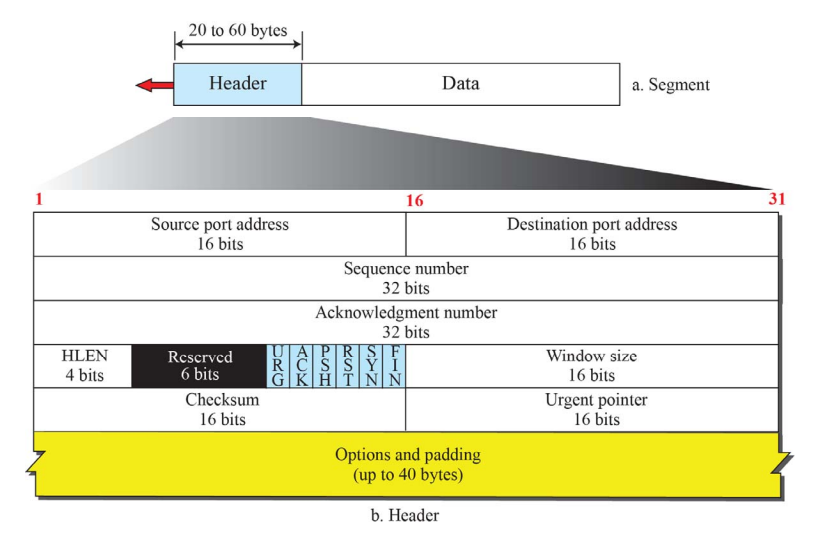 20 to 60 bytes
Header
Data
a. Segment
1
16
31
Source port address
16 bits
Destination port address
16 bits
Sequence number
32 bits
Acknowledgment number
32 bits
HLEN
4 bits
Reserved
6 bits
URG
ACK
PSH
RST
SYN
FIN
Window size
16 bits
Checksum
16 bits
Urgent pointer
16 bits
Options and padding
(up to 40 bytes)
b. Header